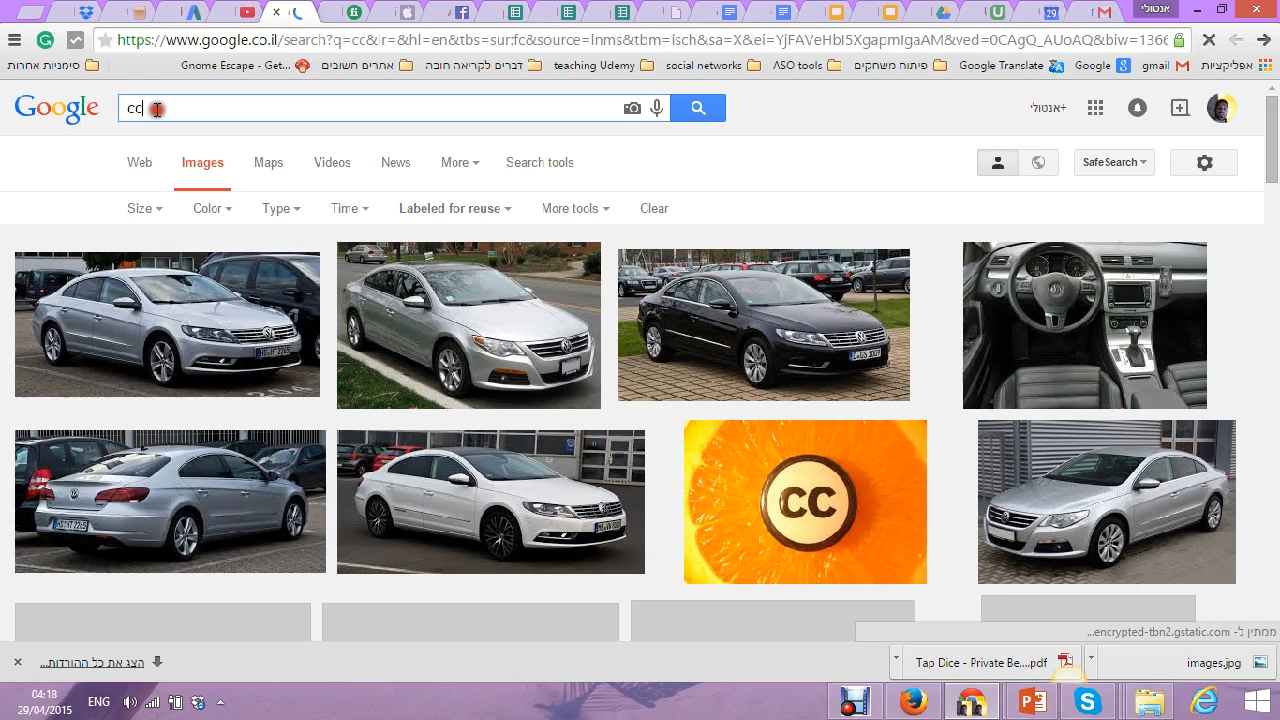 אנטולי
https://www.google.co.il/search?q=cc&lr=&hl=en&tbs=sur:fc&source=lnms&tbm=isch&sa=X&ei=YjFAVeHbI5XgapmIgaAM&ved=0CAgQ_AUoAQ&biw=1366
אפליקציות
gmail
Google
Google Translate
פיתוח משחקים
ASO tools
social networks
teaching Udemy
דברים לקריאה חובה
אתרים חשובים
Gnome Escape - Get...
סימניות אחרות
Google
cc
+אנטולי
Web Images Maps Videos News More Search tools
SafeSearch
Size Color Type Time Labeled for reuse More tools Clear
CC
ממתין ל- encrypted-tbn2.gstatic.com...
הצג את כל ההורדות...
Tap Dice - Private Be....pdf
images.jpg
04:18
29/04/2015
ENG